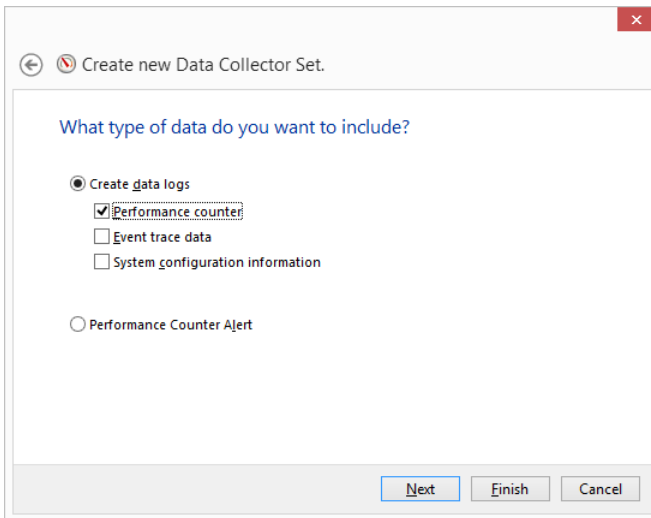 Create new Data Collector Set.
What type of data do you want to include?
Create data logs
Performance counter
Event trace data
System configuration information
Performance Counter Alert
Next Finish Cancel